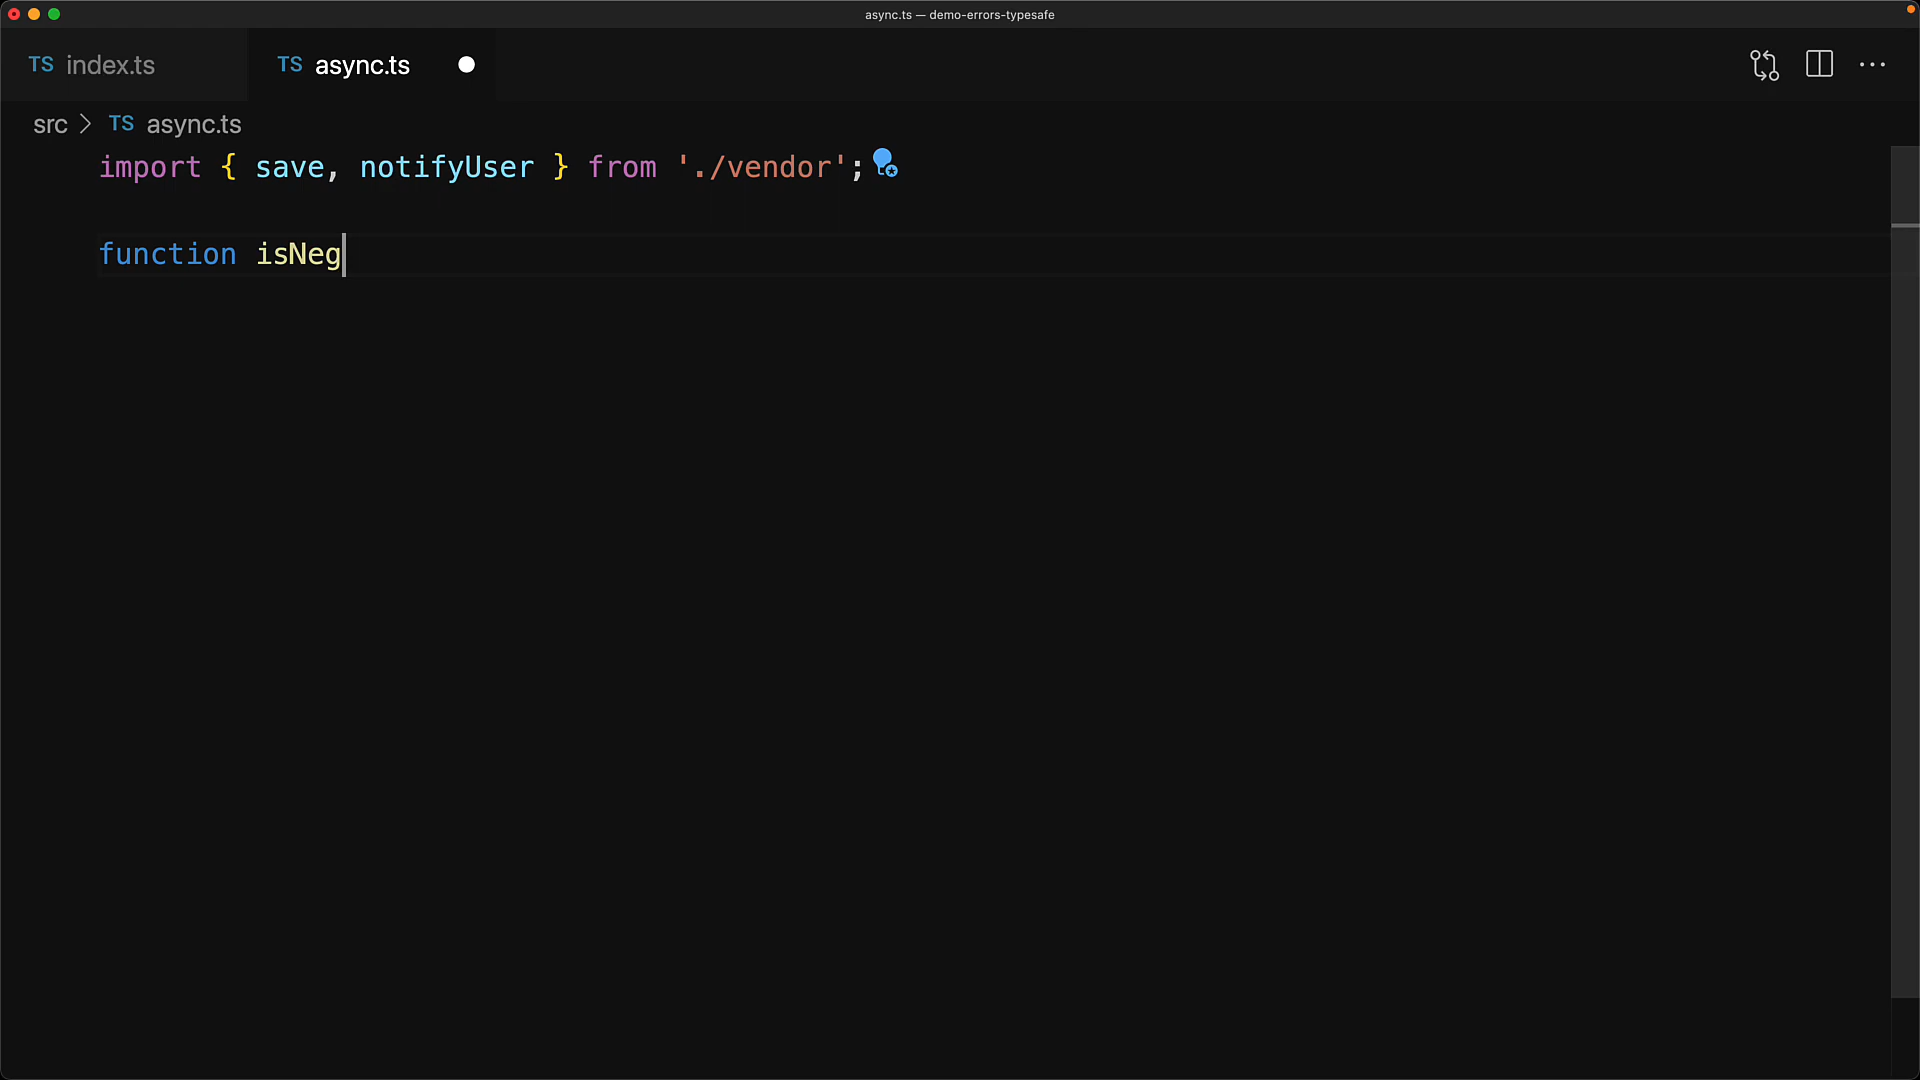 async.ts — demo-errors-typesafe
TS index.ts
TS async.ts
src > TS async.ts
import { save, notifyUser } from './vendor';
function isNeg